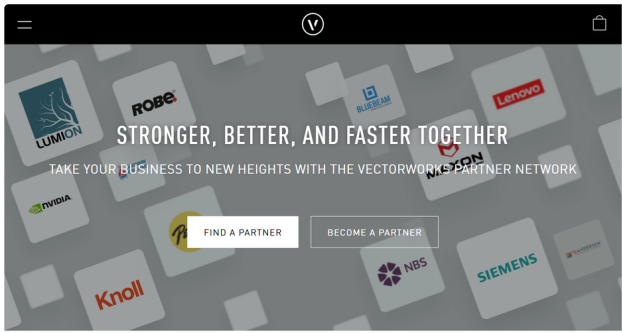 LUMION
ROBE
BLUEBEAM
Lenovo
STRONGER, BETTER, AND FASTER TOGETHER
MAXON
TAKE YOUR BUSINESS TO NEW HEIGHTS WITH THE VECTORWORKS PARTNER NETWORK
NVIDIA
FIND A PARTNER
BECOME A PARTNER
NBS
SIEMENS
Knoll